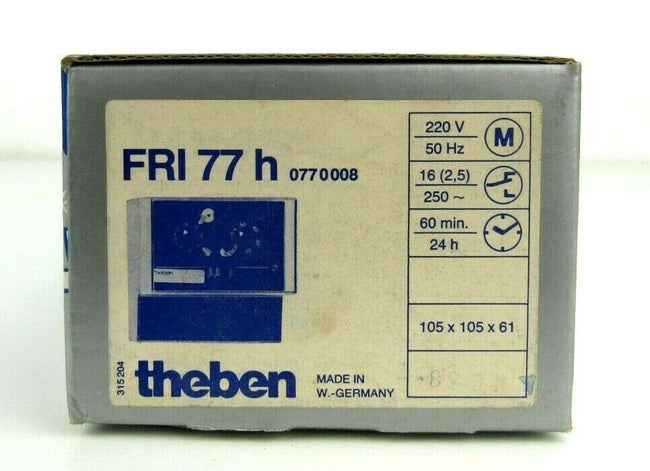 FRI 77 h 0770008
220 V
50 Hz
M
16 (2,5)
250 ~
60 min.
24 h
theben
105 x 105 x 61
315 204
theben
MADE IN
W.-GERMANY